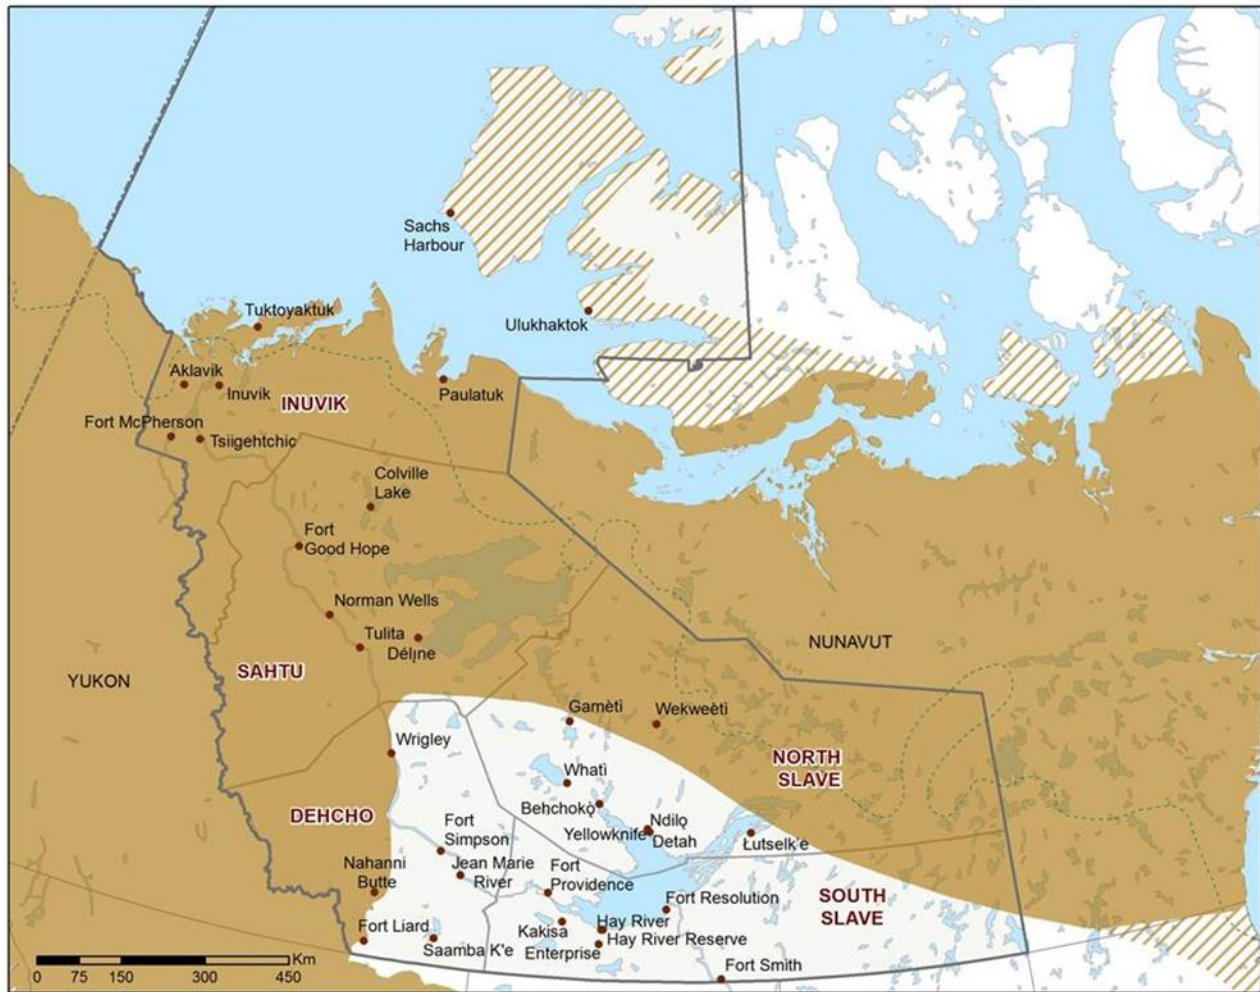 Sachs
Harbour
Tuktoyaktuk
Ulukhaktok
Aklavik
Inuvik
Paulatuk
INUVIK
Fort McPherson
Tsiigehtchic
Colville
Lake
Fort
Good Hope
Norman Wells
Tulita
Délı̨ne
NUNAVUT
SAHTU
YUKON
Gamètì
Wekweètì
Wrigley
NORTH
SLAVE
Whatì
Behchokǫ̀
DEHCHO
Fort
Simpson
Yellowknife
Ndilǫ
Detah
Łutselk'e
Jean Marie
River
Nahanni
Butte
Fort
Providence
Fort Resolution
SOUTH
SLAVE
Fort Liard
Saamba K'e
Kakisa
Hay River
Hay River Reserve
Enterprise
Fort Smith
Km
0 75 150 300 450